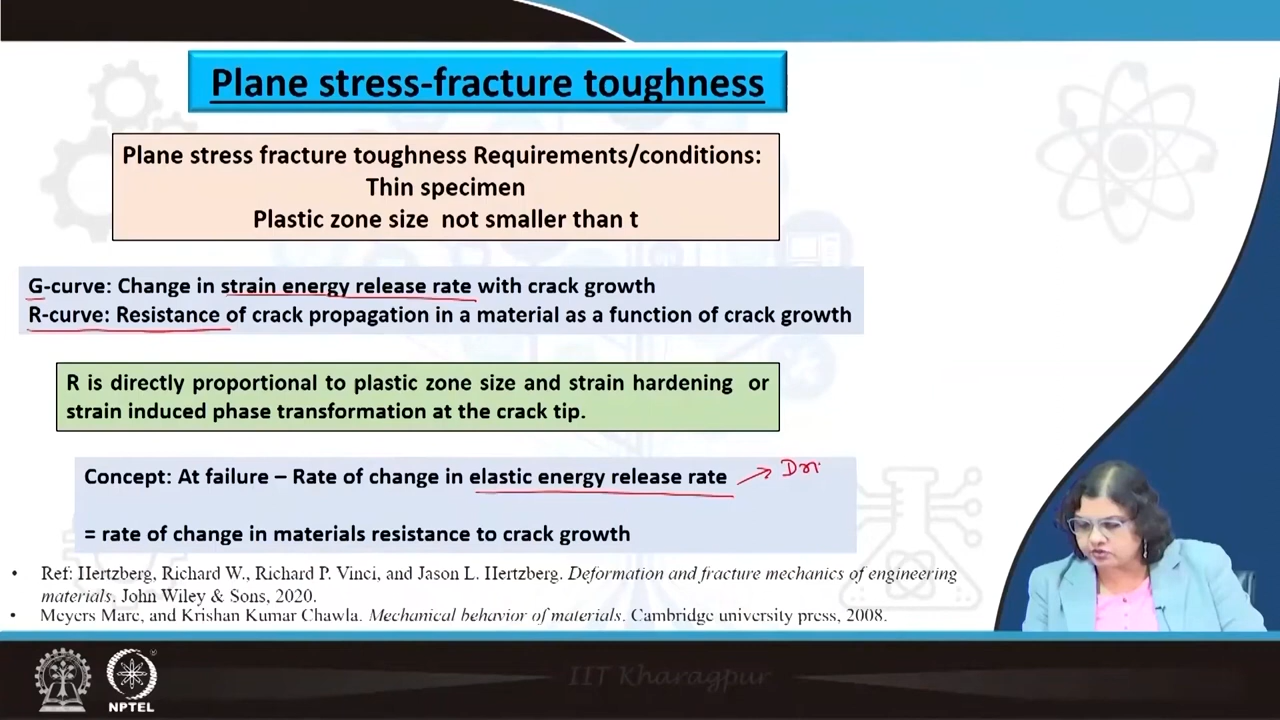 Plane stress-fracture toughness
Plane stress fracture toughness Requirements/conditions:
Thin specimen
Plastic zone size not smaller than t
G-curve: Change in strain energy release rate with crack growth
R-curve: Resistance of crack propagation in a material as a function of crack growth
R is directly proportional to plastic zone size and strain hardening or
strain induced phase transformation at the crack tip.
Concept: At failure – Rate of change in elastic energy release rate
= rate of change in materials resistance to crack growth
• Ref: Hertzberg, Richard W., Richard P. Vinci, and Jason L. Hertzberg. Deformation and fracture mechanics of engineering
materials. John Wiley & Sons, 2020.
• Meyers Marc, and Krishan Kumar Chawla. Mechanical behavior of materials. Cambridge university press, 2008.
IIT Kharagpur
NPTEL